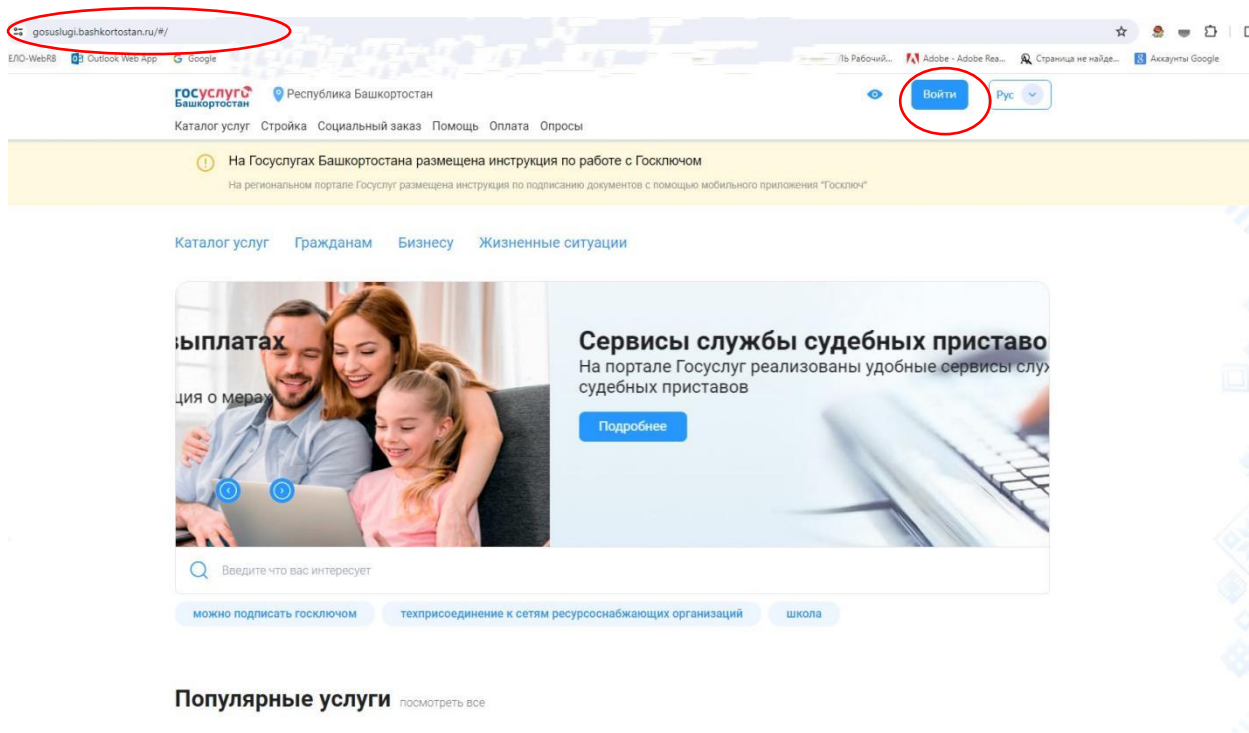 gosuslugi.bashkortostan.ru/#/
ЕЛО-WebR8 Outlook Web App Google ЛЬ Рабочий... Adobe - Adobe Rea... Страница не найде... Аккаунты Google
госуслуги Республика Башкортостан Войти Рус
Башкортостан
Каталог услуг Стройка Социальный заказ Помощь Оплата Опросы
На Госуслугах Башкортостана размещена инструкция по работе с Госключом
На региональном портале Госуслуг размещена инструкция по подписанию документов с помощью мобильного приложения "Госключ"
Каталог услуг Гражданам Бизнесу Жизненные ситуации
ыплатах
ция о мерах
Сервисы службы судебных приставо
На портале Госуслуг реализованы удобные сервисы слу
судебных приставов
Подробнее
Введите что вас интересует
можно подписать госключом техприсоединение к сетям ресурсоснабжающих организаций школа
Популярные услуги посмотреть все